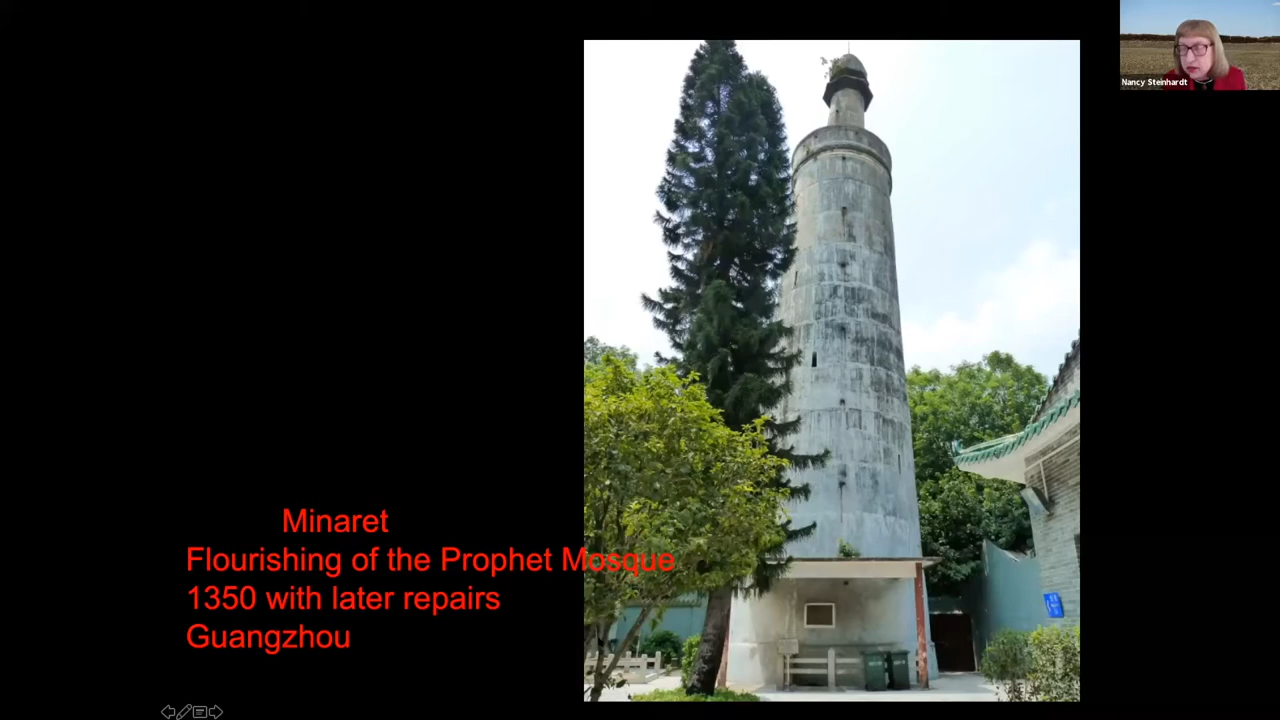 Nancy Steinhardt
Minaret
Flourishing of the Prophet Mosque
1350 with later repairs
Guangzhou